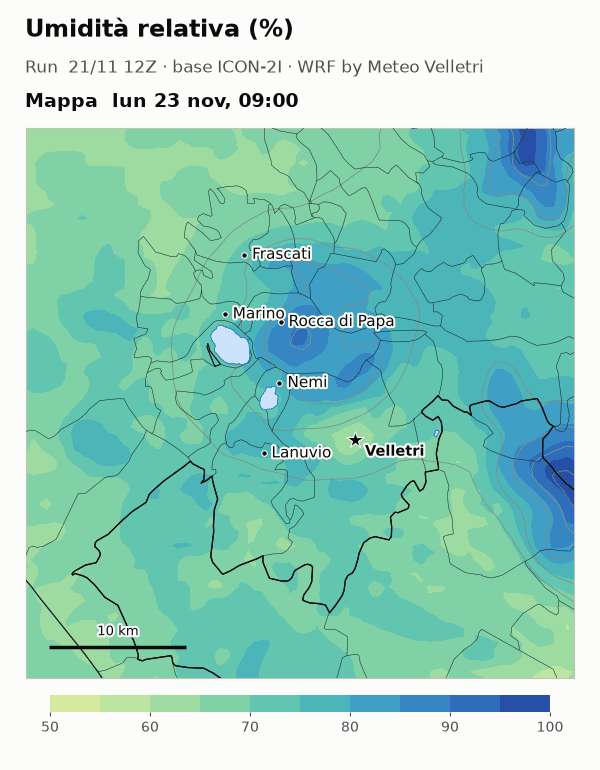 Umidità relativa (%)
Run  21/11 12Z · base ICON-2I · WRF by Meteo Velletri
Mappa  lun 23 nov, 09:00
Frascati
Marino
Rocca di Papa
Nemi
Velletri
Lanuvio
10 km
50 60 70 80 90 100